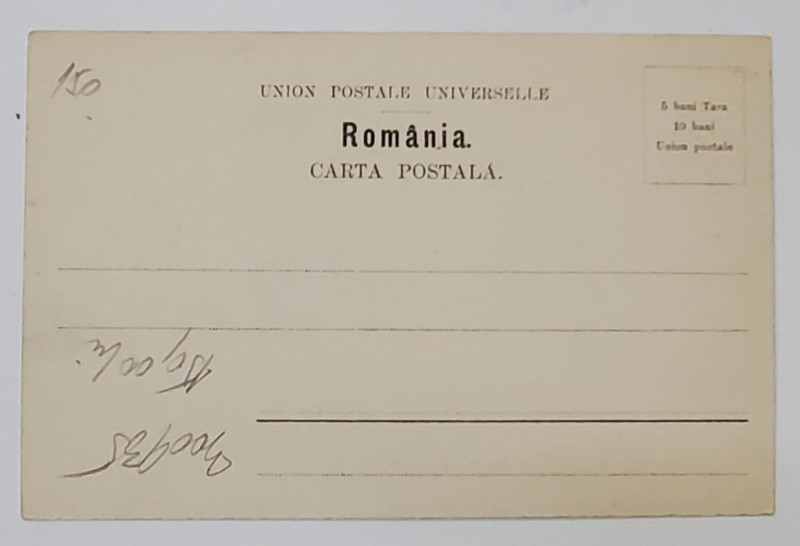 150
UNION POSTALE UNIVERSELLE
România.
CARTA POSTALĂ.
5 bani Tara
10 bani
Union postale